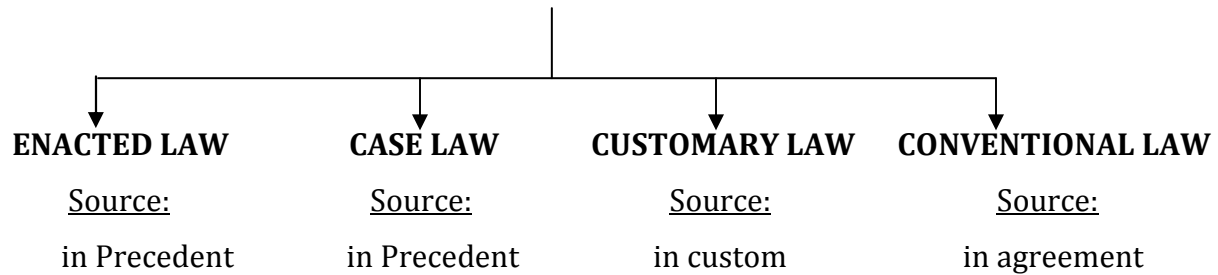 ENACTED LAW CASE LAW CUSTOMARY LAW CONVENTIONAL LAW
Source: Source: Source: Source:
in Precedent in Precedent in custom in agreement